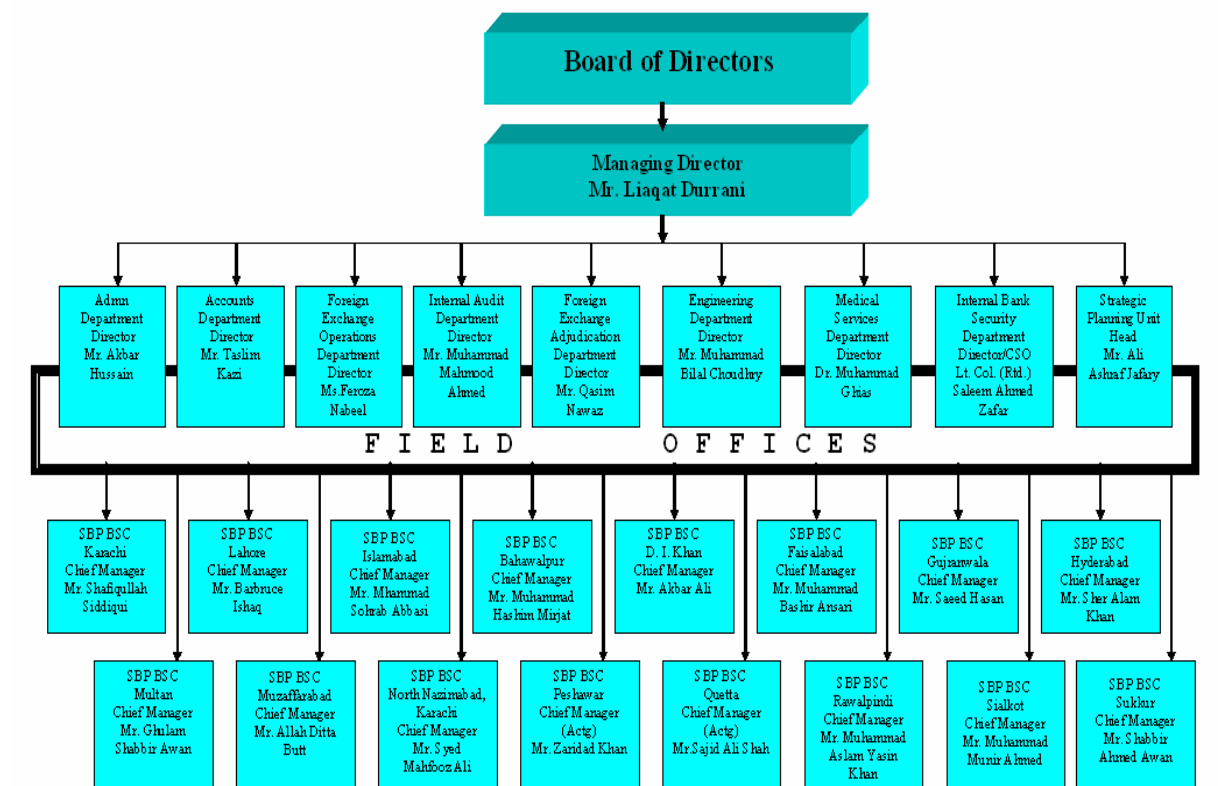 Board of Directors
Managing Director
Mr. Liaqat Durrani
Admn
Department
Director
Mr. Akbar
Hussain
Accounts
Department
Director
Mr. Taslim
Kazi
Foreign
Exchange
Operations
Department
Director
Ms.Feroza
Nabeel
Internal Audit
Department
Director
Mr. Muhammad
Mahmood
Ahmed
Foreign
Exchange
Adjudication
Department
Director
Mr. Qasim
Nawaz
Engineering
Department
Director
Mr. Muhammad
Bilal Choudhry
Medical
Services
Department
Director
Dr. Muhammad
Ghias
Internal Bank
Security
Department
Director/CSO
Lt. Col. (Rtd.)
Saleem Ahmed
Zafar
Strategic
Planning Unit
Head
Mr. Ali
Ashraf Jafary
FIELD OFFICES
SBP BSC
Karachi
Chief Manager
Mr. Shafiqullah
Siddiqui
SBP BSC
Lahore
Chief Manager
Mr. Barbruce
Ishaq
SBP BSC
Islamabad
Chief Manager
Mr. Mhammad
Sohrab Abbasi
SBP BSC
Bahawalpur
Chief Manager
Mr. Muhammad
Hashim Mirjat
SBP BSC
D. I. Khan
Chief Manager
Mr. Akbar Ali
SBP BSC
Faisalabad
Chief Manager
Mr. Muhammad
Bashir Ansari
SBP BSC
Gujranwala
Chief Manager
Mr. Saeed Hasan
SBP BSC
Hyderabad
Chief Manager
Mr. Sher Alam
Khan
SBP BSC
Multan
Chief Manager
Mr. Ghulam
Shabbir Awan
SBP BSC
Muzaffarabad
Chief Manager
Mr. Allah Ditta
Butt
SBP BSC
North Nazimabad,
Karachi
Chief Manager
Mr. Syed
Mahfooz Ali
SBP BSC
Peshawar
Chief Manager
(Actg)
Mr. Zaridad Khan
SBP BSC
Quetta
Chief Manager
(Actg)
Mr.Sajid Ali Shah
SBP BSC
Rawalpindi
Chief Manager
Mr. Muhammad
Aslam Yasin
Khan
SBP BSC
Sialkot
Chief Manager
Mr. Muhammad
Munir Ahmed
SBP BSC
Sukkur
Chief Manager
Mr. Shabbir
Ahmed Awan